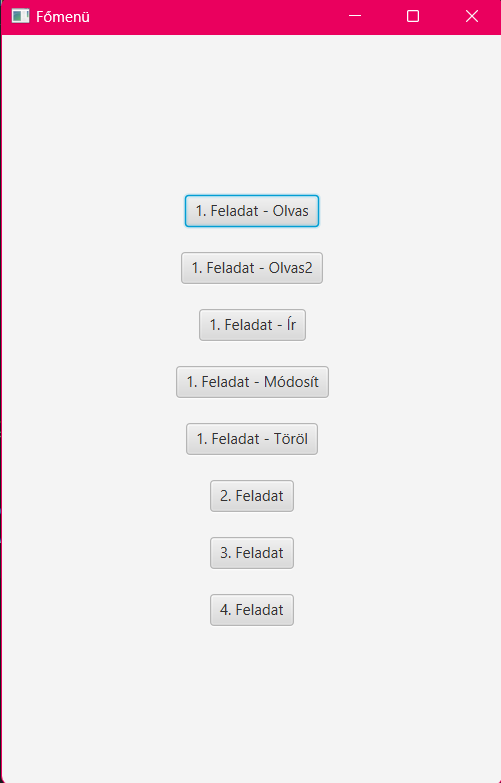 Főmenü
1. Feladat - Olvas
1. Feladat - Olvas2
1. Feladat - Ír
1. Feladat - Módosít
1. Feladat - Töröl
2. Feladat
3. Feladat
4. Feladat